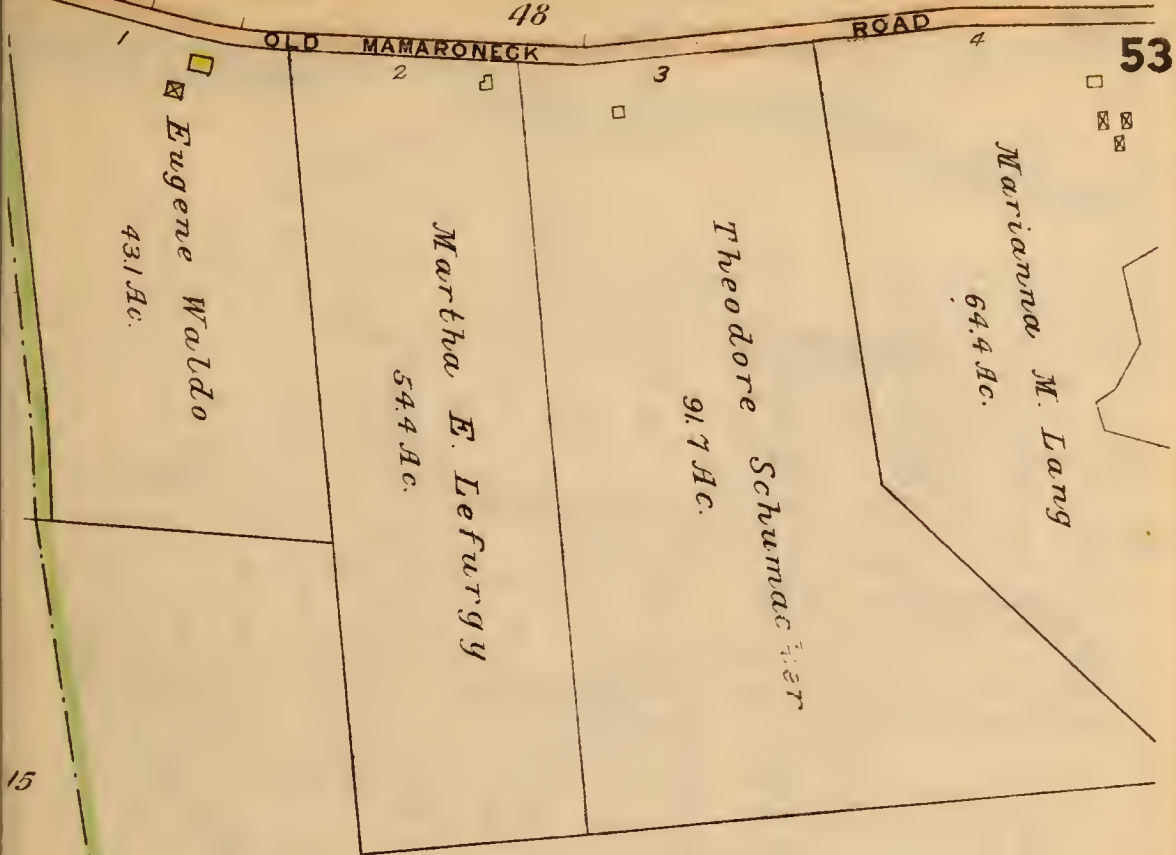 48
53
OLD MAMARONECK ROAD
1
Eugene Waldo
43.1 Ac.
2
Martha E. Lefurgy
54.4 Ac.
3
Theodore Schumacher
91.7 Ac.
4
Marianna M. Lang
64.4 Ac.
15